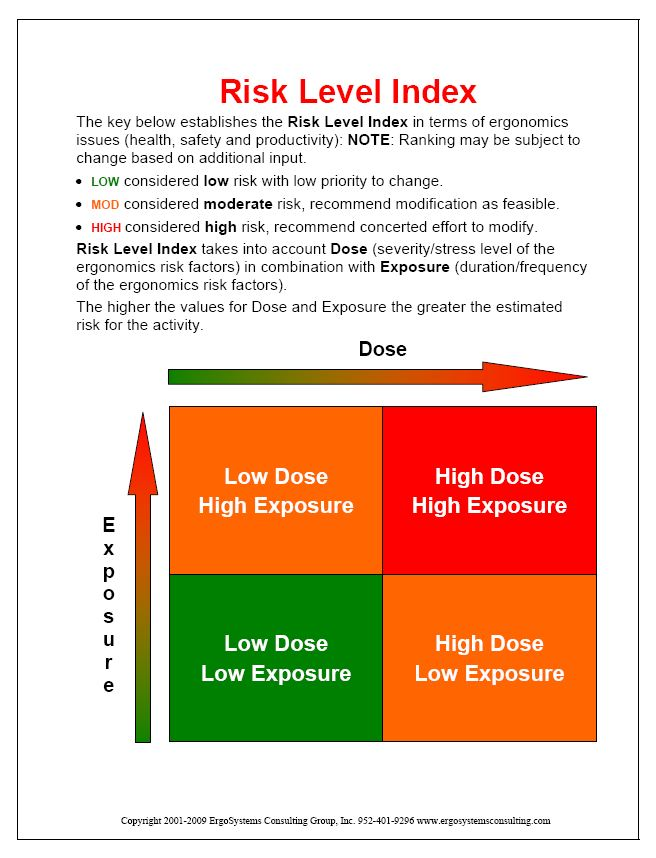 Risk Level Index
The key below establishes the Risk Level Index in terms of ergonomics
issues (health, safety and productivity): NOTE: Ranking may be subject to
change based on additional input.
• LOW considered low risk with low priority to change.
• MOD considered moderate risk, recommend modification as feasible.
• HIGH considered high risk, recommend concerted effort to modify.
Risk Level Index takes into account Dose (severity/stress level of the
ergonomics risk factors) in combination with Exposure (duration/frequency
of the ergonomics risk factors).
The higher the values for Dose and Exposure the greater the estimated
risk for the activity.
Dose
Exposure
Low Dose
High Exposure
High Dose
High Exposure
Low Dose
Low Exposure
High Dose
Low Exposure
Copyright 2001-2009 ErgoSystems Consulting Group, Inc. 952-401-9296 www.ergosystemsconsulting.com